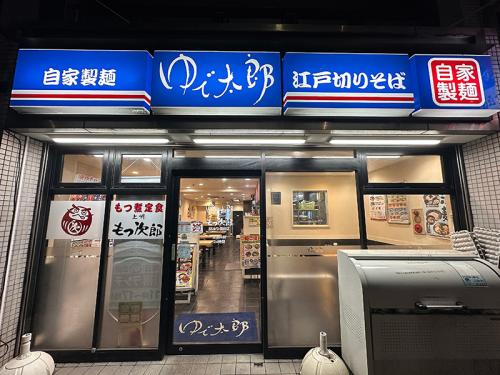 自家製麺
ゆで太郎
江戸切りそば
自家
製麺
もつ煮定食
上州
もつ次郎
ゆで太郎